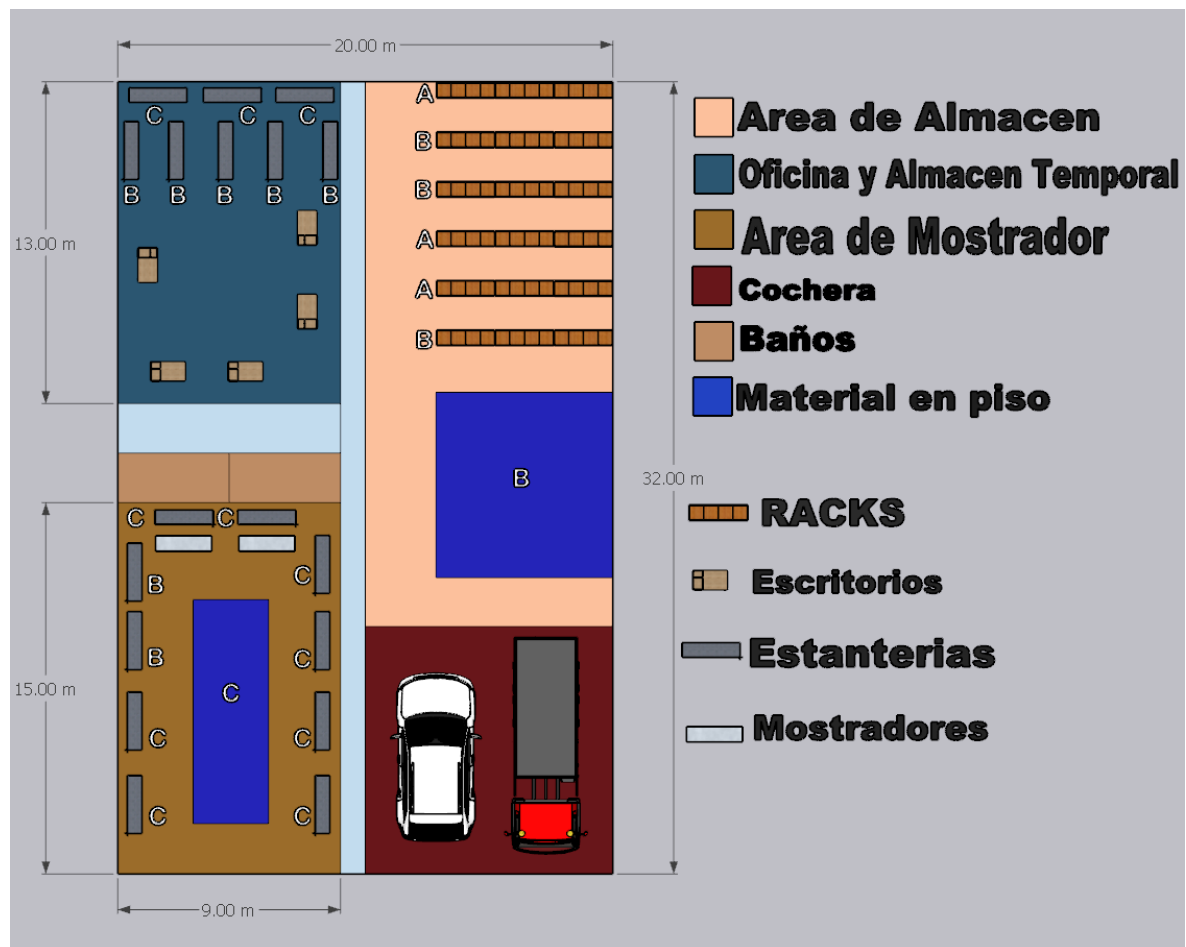 20.00 m
A
C C C
B
B B B B B
B
13.00 m
A
A
B
B
32.00 m
C C
B C
B C
C
15.00 m
C C
C C
9.00 m
Area de Almacen
Oficina y Almacen Temporal
Area de Mostrador
Cochera
Baños
Material en piso
RACKS
Escritorios
Estanterias
Mostradores